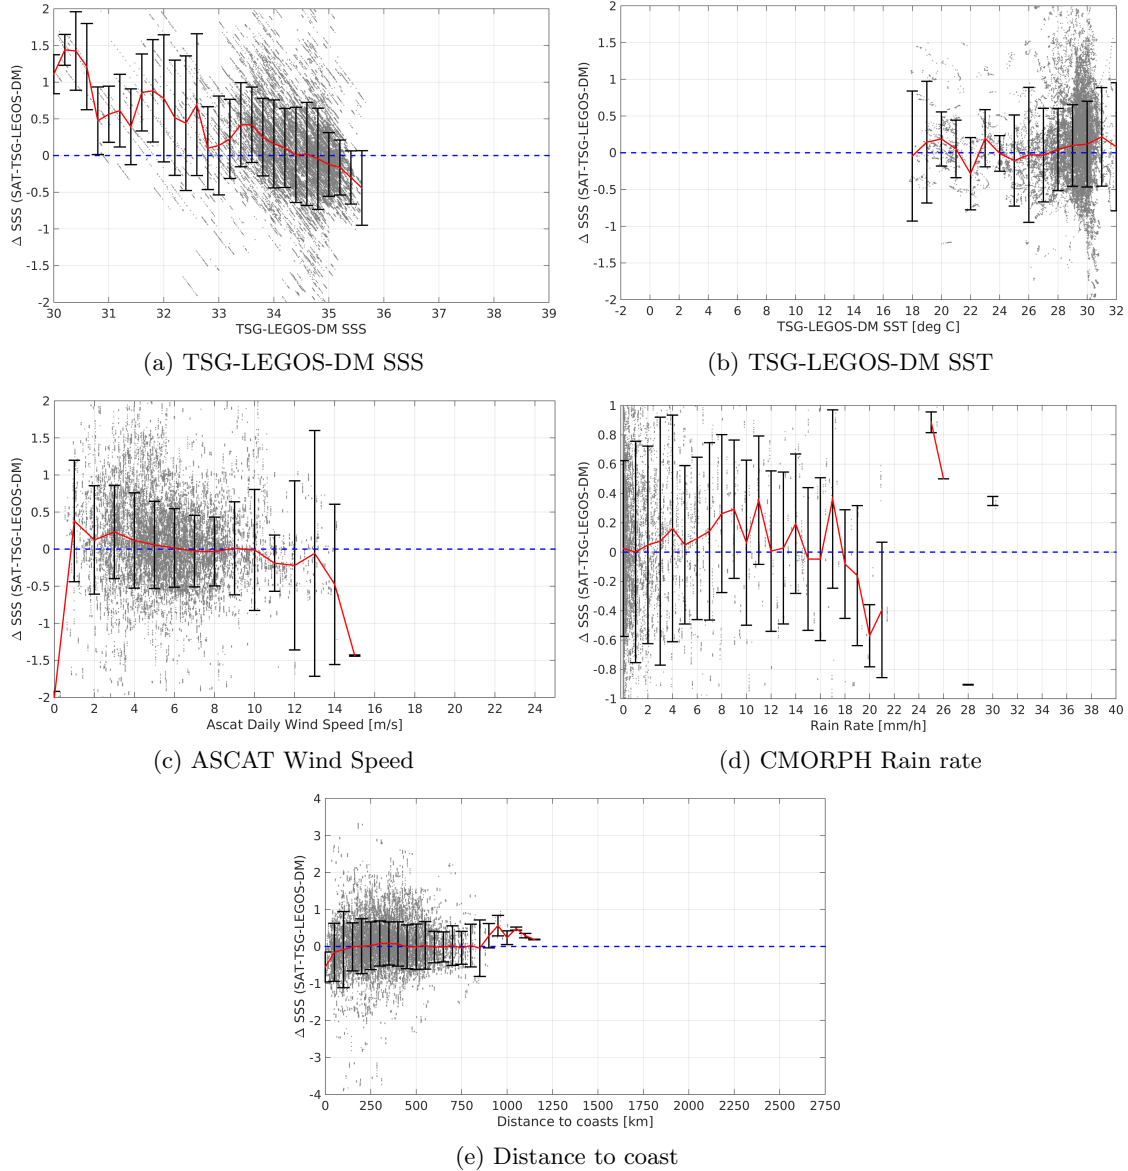 2
1.5
1
0.5
0
-0.5
-1
-1.5
-2
Δ SSS (SAT-TSG-LEGOS-DM)
30 31 32 33 34 35 36 37 38 39
TSG-LEGOS-DM SSS
(a) TSG-LEGOS-DM SSS
2
1.5
1
0.5
0
-0.5
-1
-1.5
-2
Δ SSS (SAT-TSG-LEGOS-DM)
-2 0 2 4 6 8 10 12 14 16 18 20 22 24 26 28 30 32
TSG-LEGOS-DM SST [deg C]
(b) TSG-LEGOS-DM SST
2
1.5
1
0.5
0
-0.5
-1
-1.5
-2
Δ SSS (SAT-TSG-LEGOS-DM)
0 2 4 6 8 10 12 14 16 18 20 22 24
Ascat Daily Wind Speed [m/s]
(c) ASCAT Wind Speed
1
0.8
0.6
0.4
0.2
0
-0.2
-0.4
-0.6
-0.8
-1
Δ SSS (SAT-TSG-LEGOS-DM)
0 2 4 6 8 10 12 14 16 18 20 22 24 26 28 30 32 34 36 38 40
Rain Rate [mm/h]
(d) CMORPH Rain rate
4
3
2
1
0
-1
-2
-3
-4
Δ SSS (SAT-TSG-LEGOS-DM)
0 250 500 750 1000 1250 1500 1750 2000 2250 2500 2750
Distance to coasts [km]
(e) Distance to coast